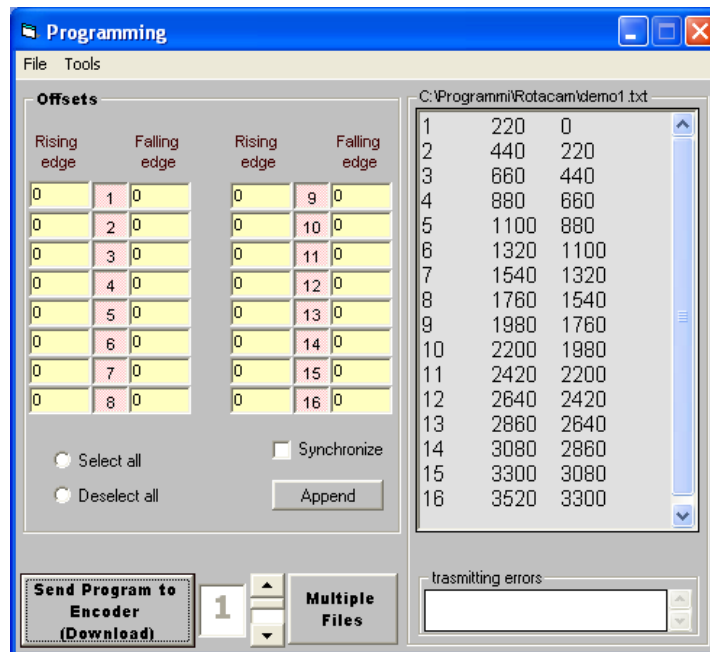 Programming
File Tools
Offsets
Rising edge Falling edge Rising edge Falling edge
0 1 0 0 9 0
0 2 0 0 10 0
0 3 0 0 11 0
0 4 0 0 12 0
0 5 0 0 13 0
0 6 0 0 14 0
0 7 0 0 15 0
0 8 0 0 16 0
Select all
Deselect all
Synchronize
Append
C:\Programmi\Rotacam\demo1.txt
1 220 0
2 440 220
3 660 440
4 880 660
5 1100 880
6 1320 1100
7 1540 1320
8 1760 1540
9 1980 1760
10 2200 1980
11 2420 2200
12 2640 2420
13 2860 2640
14 3080 2860
15 3300 3080
16 3520 3300
Send Program to
Encoder
(Download)
1
Multiple
Files
trasmitting errors